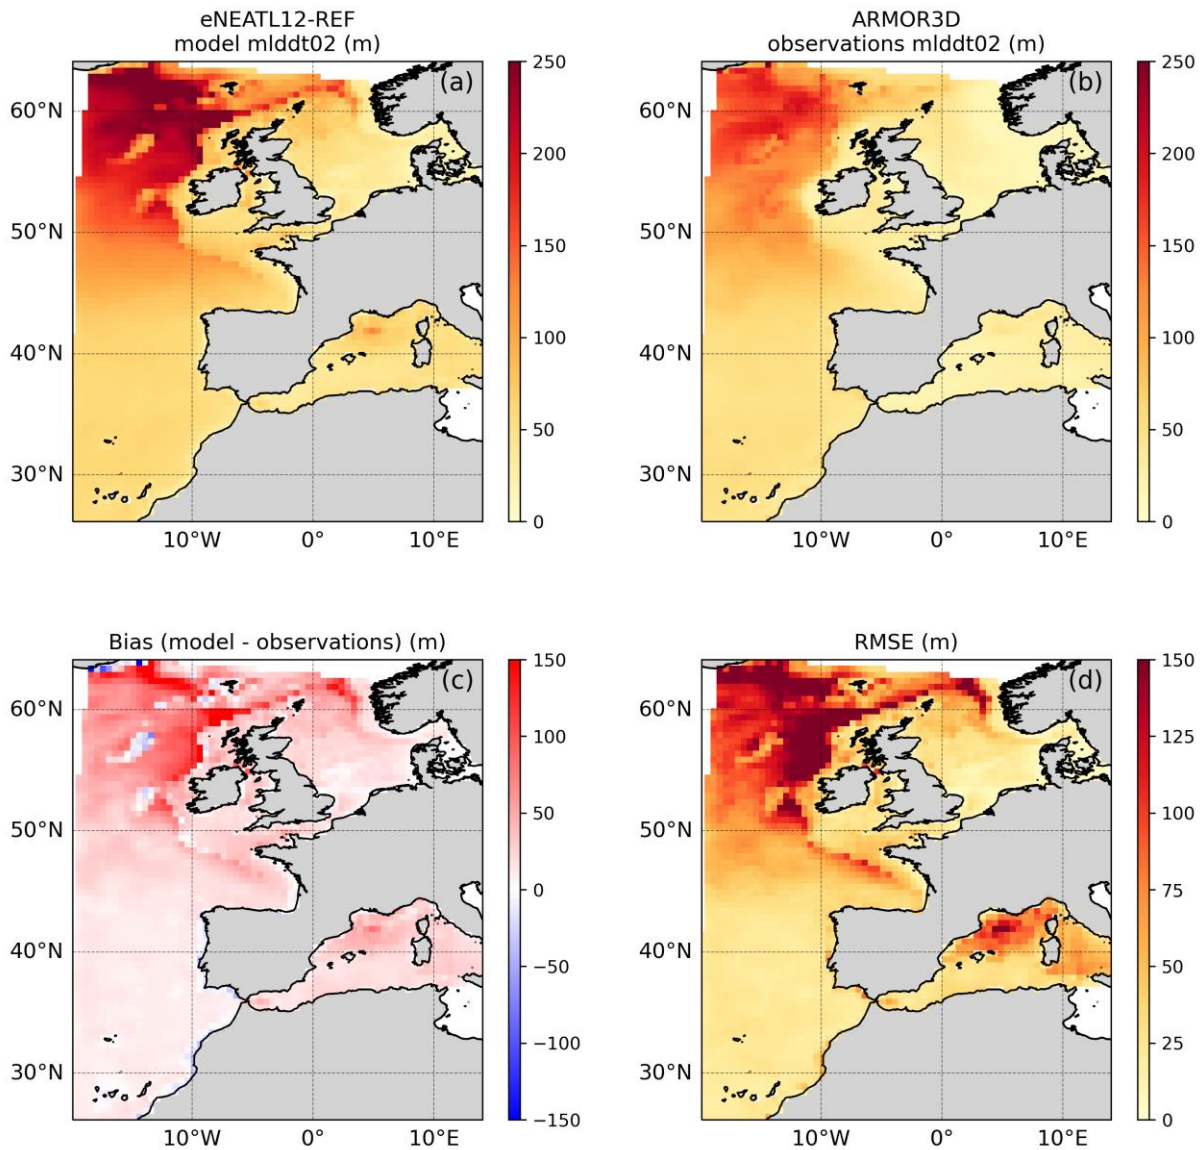 eNEATL12-REF
model mlddt02 (m)
(a)
60°N
50°N
40°N
30°N
10°W 0° 10°E
250
200
150
100
50
0
ARMOR3D
observations mlddt02 (m)
(b)
60°N
50°N
40°N
30°N
10°W 0° 10°E
250
200
150
100
50
0
Bias (model - observations) (m)
(c)
60°N
50°N
40°N
30°N
10°W 0° 10°E
150
100
50
0
−50
−100
−150
RMSE (m)
(d)
60°N
50°N
40°N
30°N
10°W 0° 10°E
150
125
100
75
50
25
0